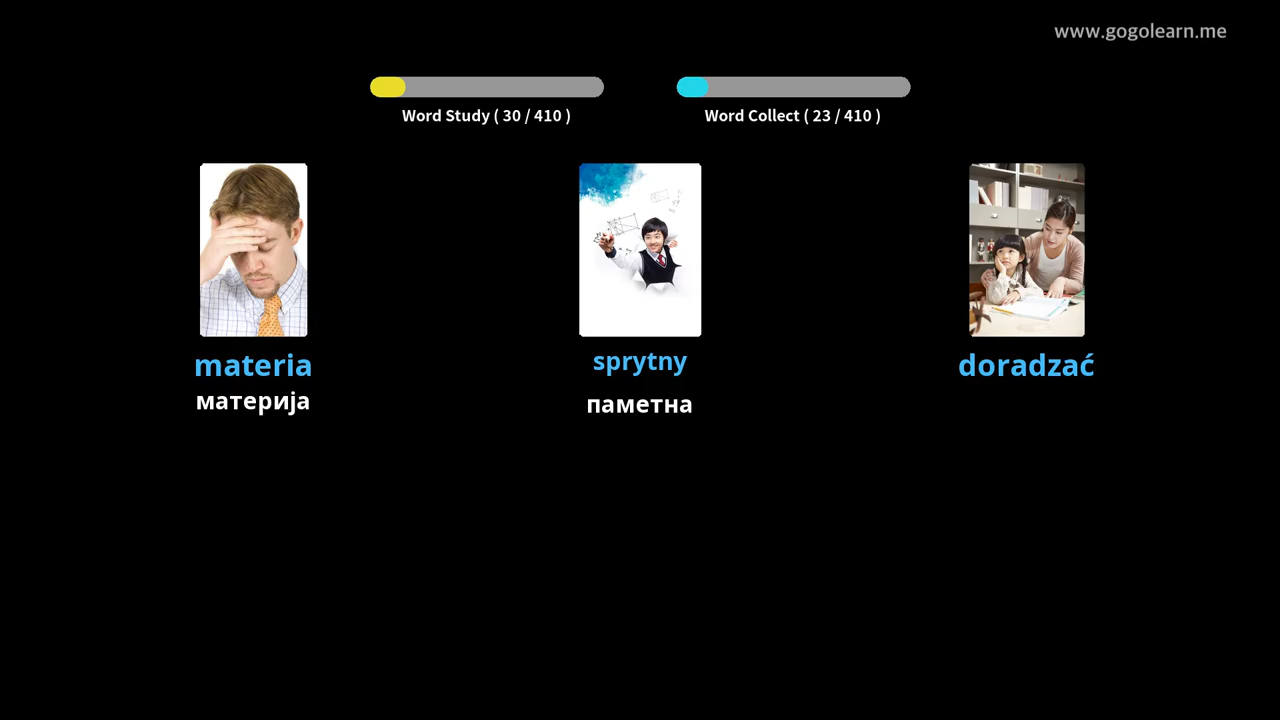 www.gogolearn.me
Word Study ( 30 / 410 )
Word Collect ( 23 / 410 )
materia
материја
sprytny
паметна
doradzać